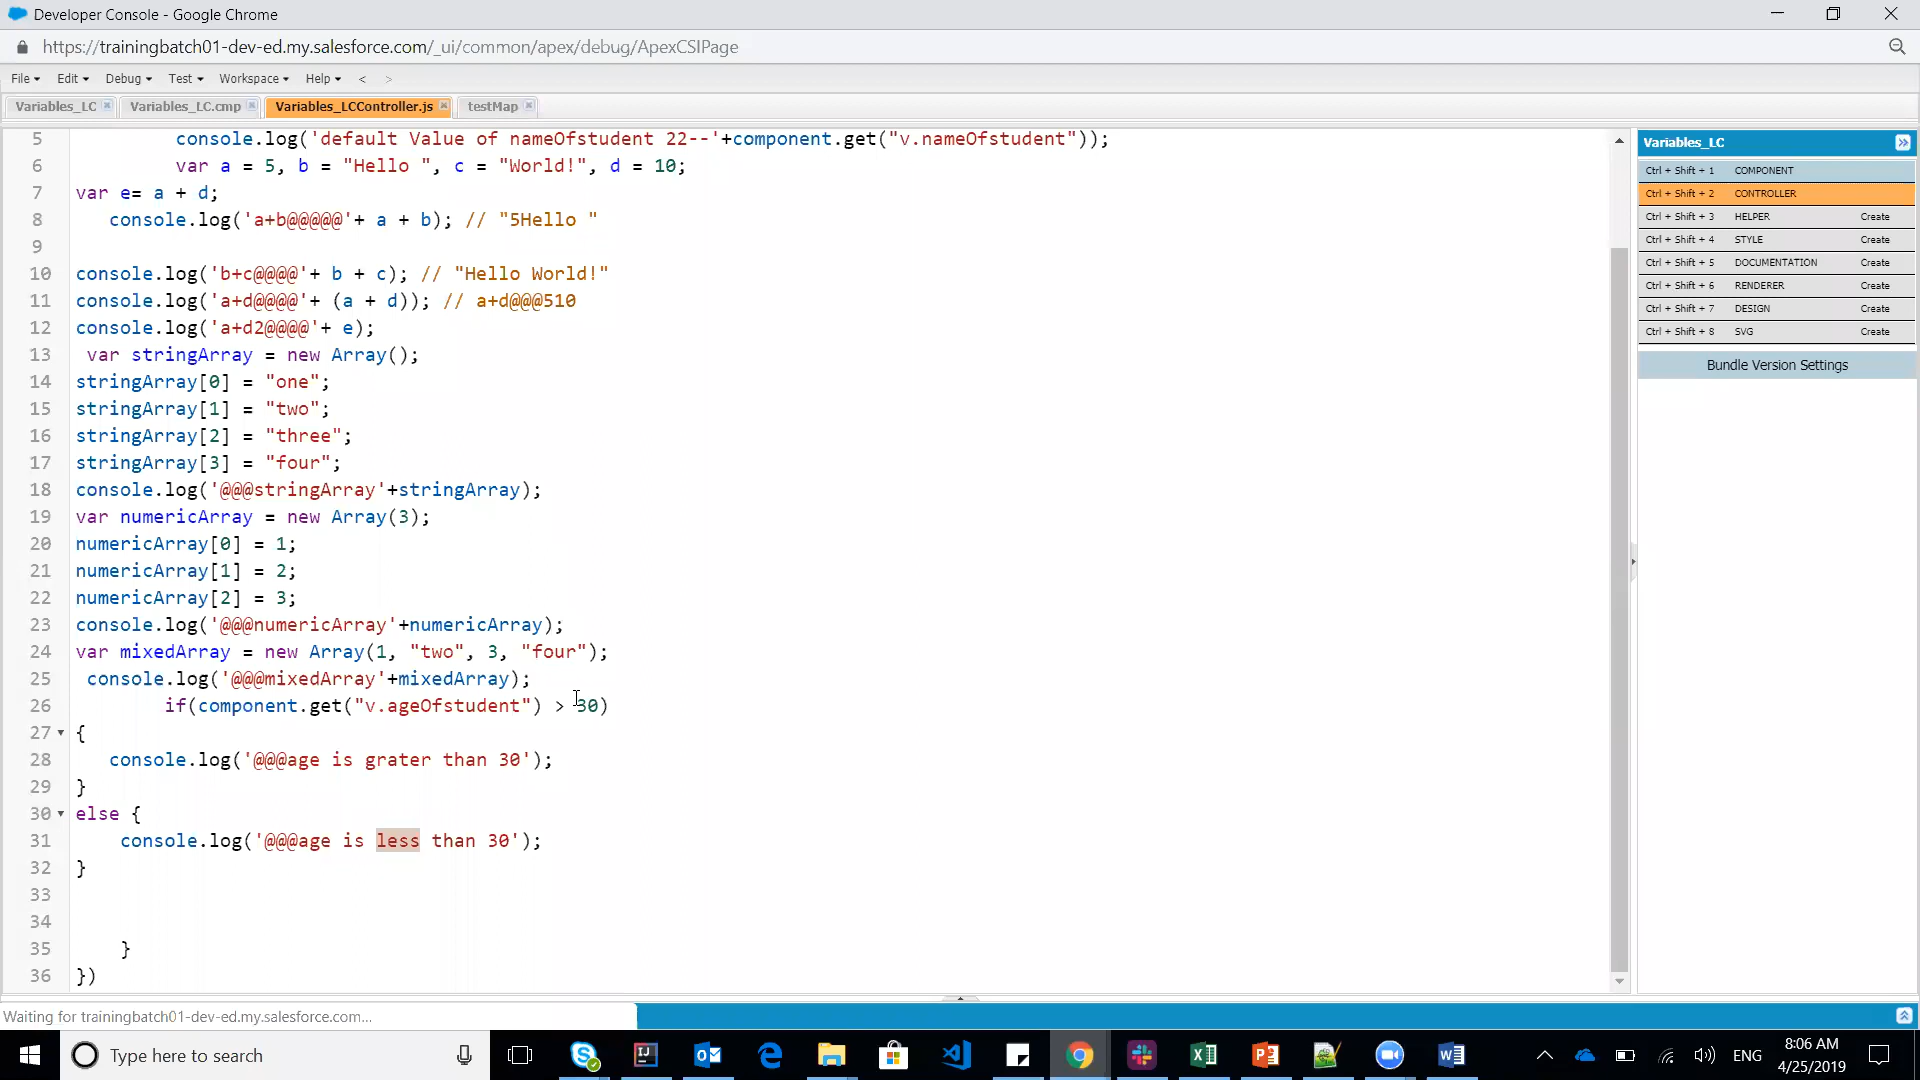 Developer Console - Google Chrome
https://trainingbatch01-dev-ed.my.salesforce.com/_ui/common/apex/debug/ApexCSIPage
File Edit Debug Test Workspace Help < >
Variables_LC Variables_LC.cmp Variables_LCController.js testMap
5 console.log('default Value of nameOfstudent 22--'+component.get("v.nameOfstudent"));
6 var a = 5, b = "Hello ", c = "World!", d = 10;
7 var e= a + d;
8 console.log('a+b@@@@@'+ a + b); // "5Hello "
9
10 console.log('b+c@@@@'+ b + c); // "Hello World!"
11 console.log('a+d@@@@'+ (a + d)); // a+d@@@510
12 console.log('a+d2@@@@'+ e);
13 var stringArray = new Array();
14 stringArray[0] = "one";
15 stringArray[1] = "two";
16 stringArray[2] = "three";
17 stringArray[3] = "four";
18 console.log('@@@stringArray'+stringArray);
19 var numericArray = new Array(3);
20 numericArray[0] = 1;
21 numericArray[1] = 2;
22 numericArray[2] = 3;
23 console.log('@@@numericArray'+numericArray);
24 var mixedArray = new Array(1, "two", 3, "four");
25 console.log('@@@mixedArray'+mixedArray);
26 if(component.get("v.ageOfstudent") > 30)
27 {
28 console.log('@@@age is grater than 30');
29 }
30 else {
31 console.log('@@@age is less than 30');
32 }
33
34
35 }
36 })
Variables_LC
Ctrl + Shift + 1 COMPONENT
Ctrl + Shift + 2 CONTROLLER
Ctrl + Shift + 3 HELPER Create
Ctrl + Shift + 4 STYLE Create
Ctrl + Shift + 5 DOCUMENTATION Create
Ctrl + Shift + 6 RENDERER Create
Ctrl + Shift + 7 DESIGN Create
Ctrl + Shift + 8 SVG Create
Bundle Version Settings
Waiting for trainingbatch01-dev-ed.my.salesforce.com...
Type here to search
ENG
8:06 AM
4/25/2019